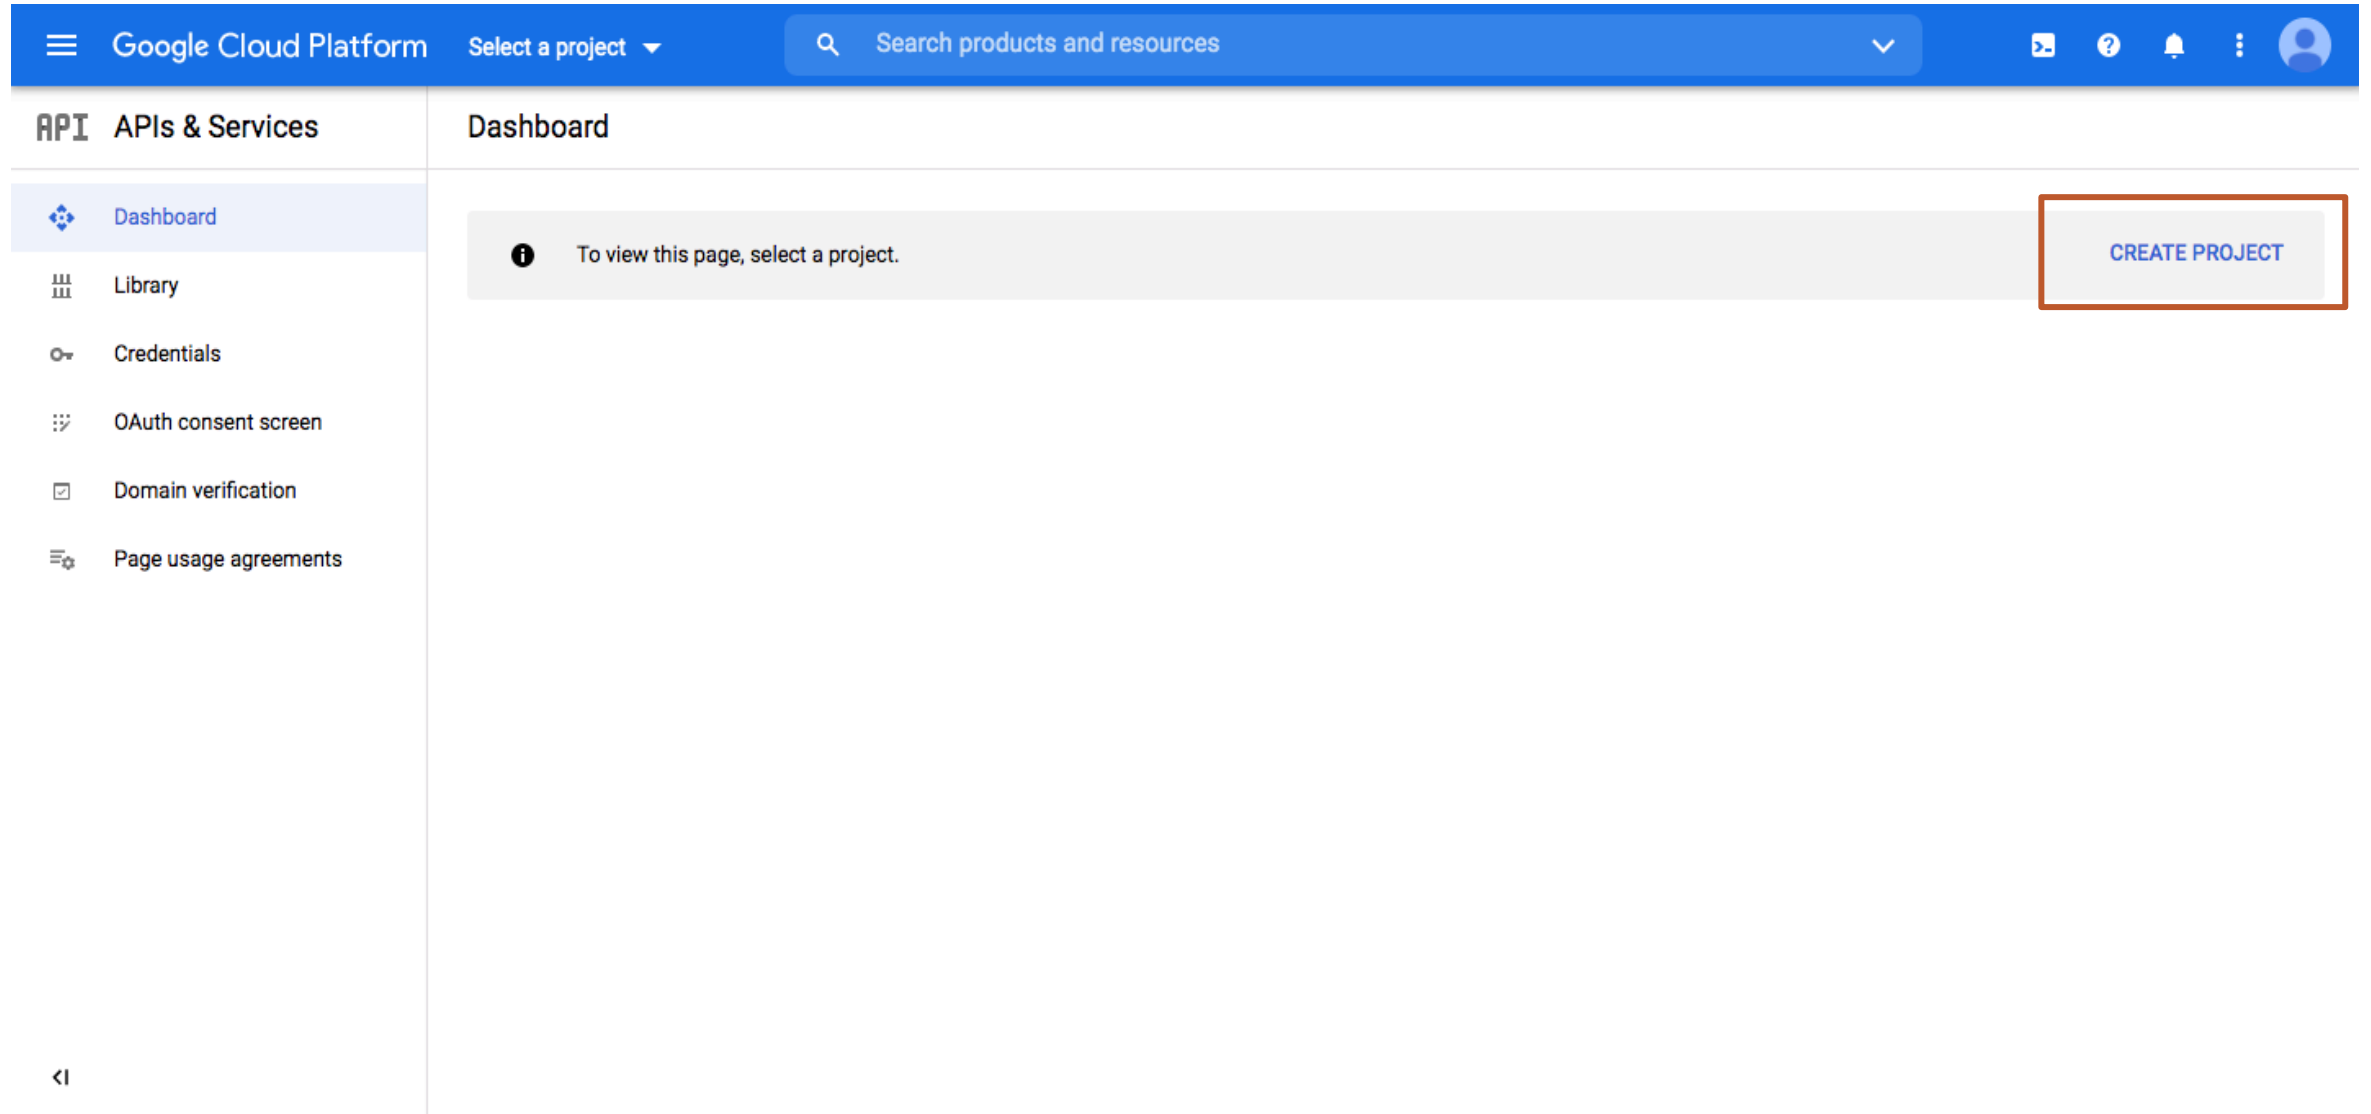 Google Cloud Platform Select a project Search products and resources
API APIs & Services Dashboard
Dashboard
To view this page, select a project. CREATE PROJECT
Library
Credentials
OAuth consent screen
Domain verification
Page usage agreements